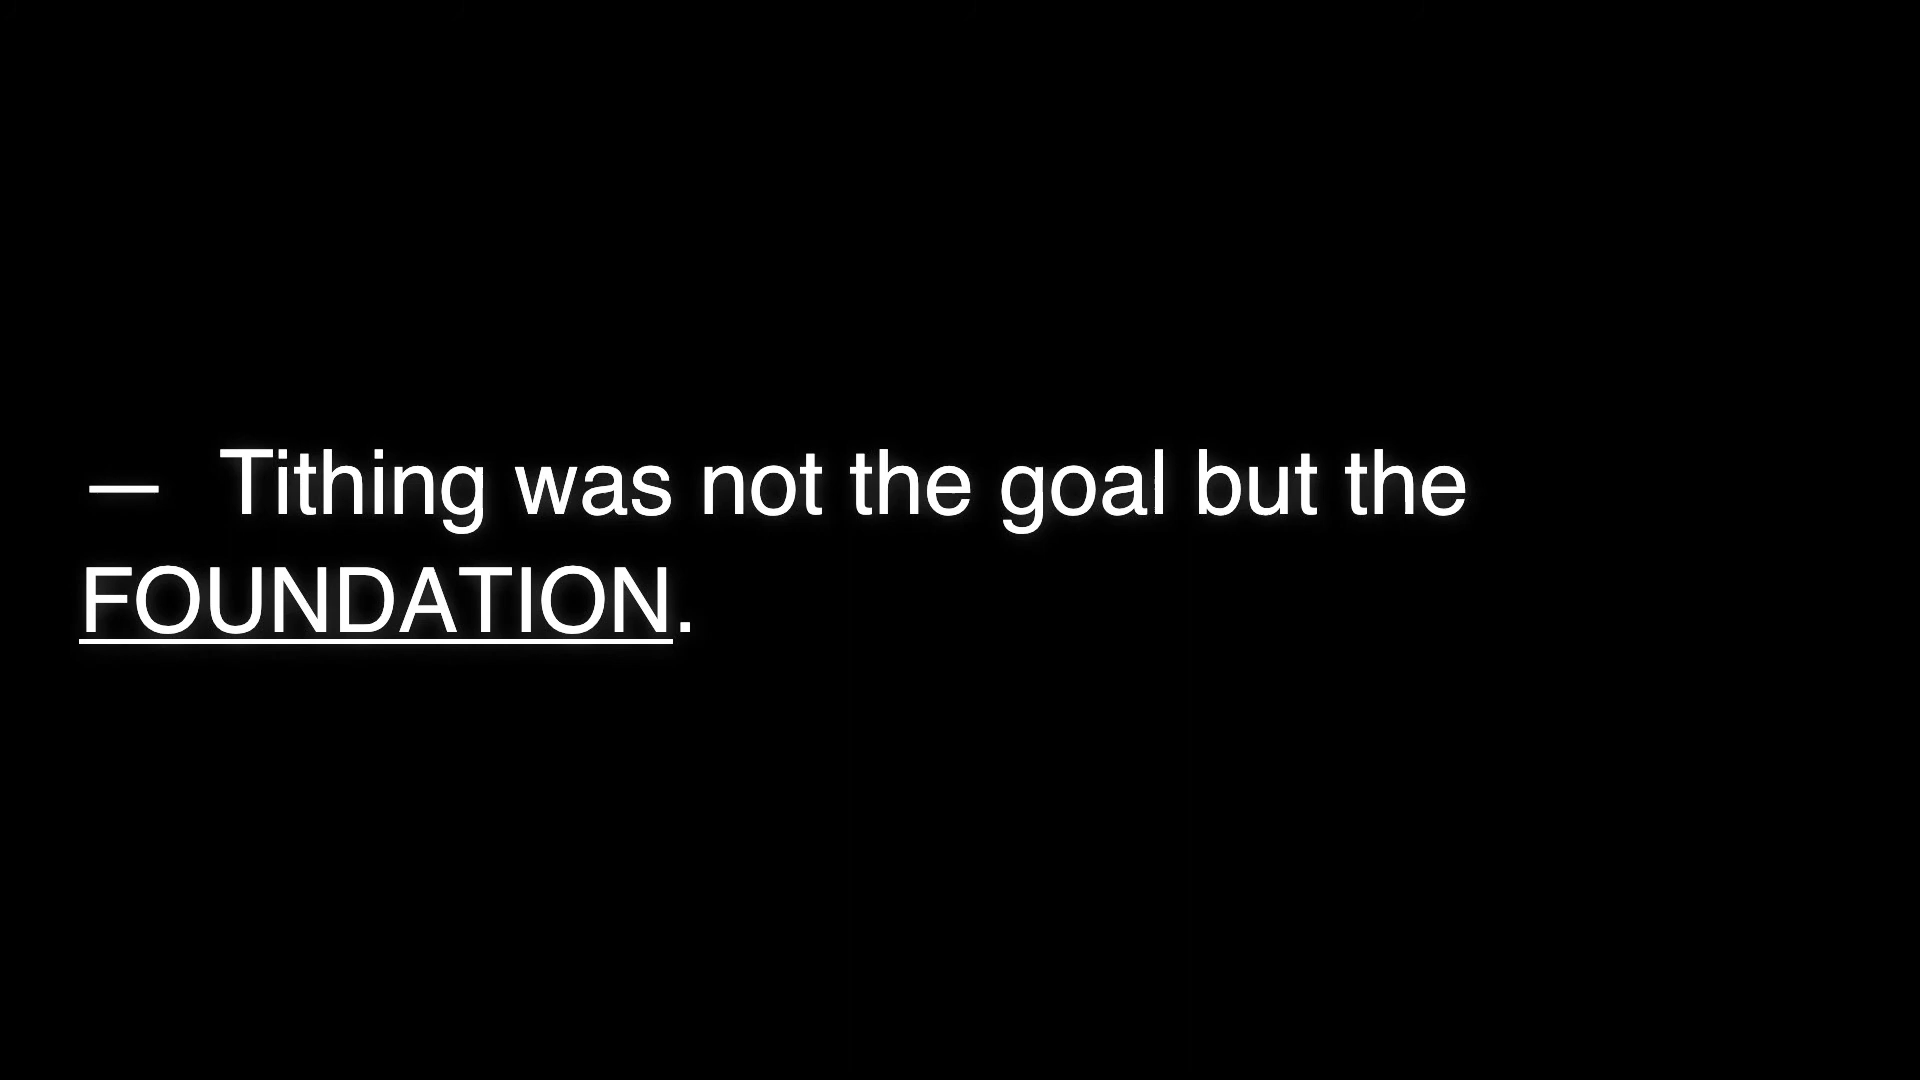 — Tithing was not the goal but the
FOUNDATION.